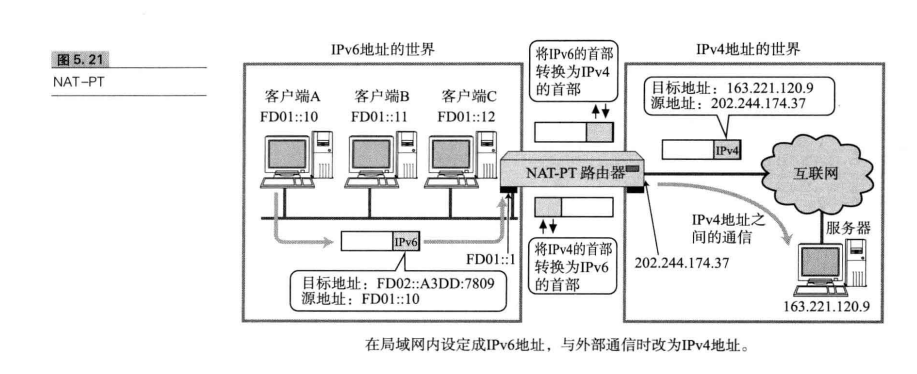 图 5. 21
NAT-PT
IPv6地址的世界
将IPv6的首部
转换为IPv4
的首部
IPv4地址的世界
客户端A
FD01::10
客户端B
FD01::11
客户端C
FD01::12
目标地址：163.221.120.9
源地址：202.244.174.37
IPv4
NAT-PT 路由器
互联网
IPv6
FD01::1
目标地址：FD02::A3DD:7809
源地址：FD01::10
将IPv4的首部
转换为IPv6
的首部
202.244.174.37
IPv4地址之
间的通信
服务器
163.221.120.9
在局域网内设定成IPv6地址，与外部通信时改为IPv4地址。